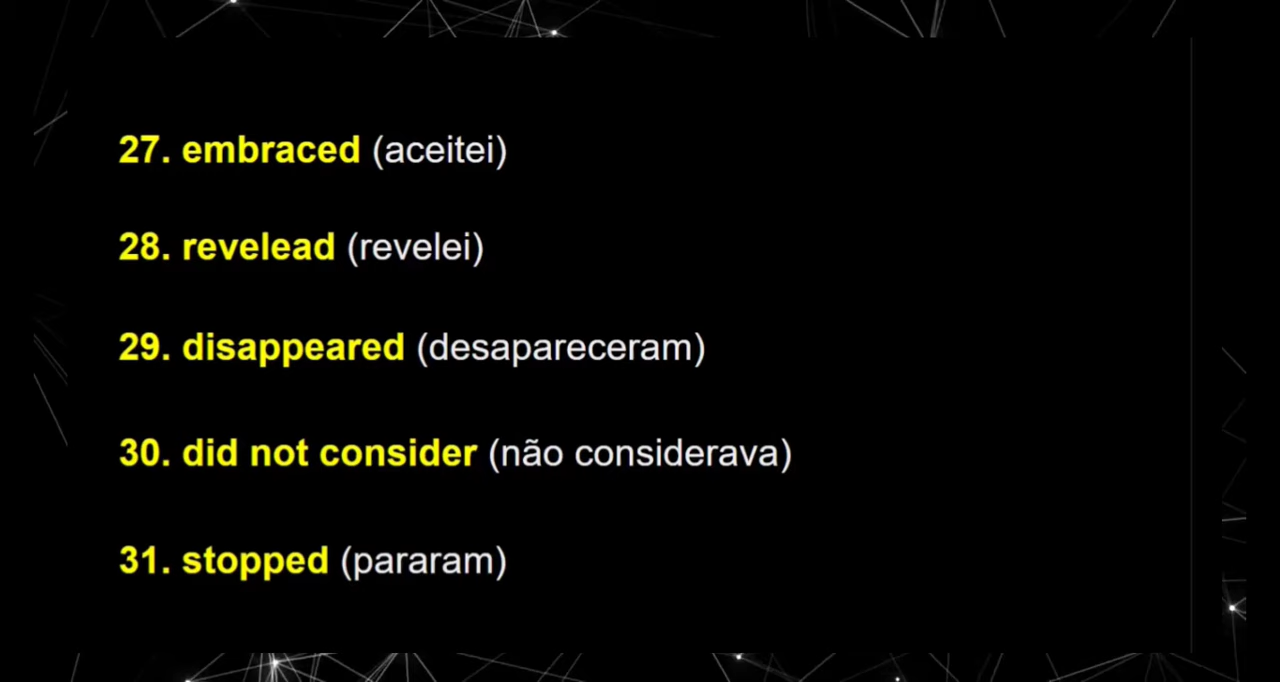 27. embraced (aceitei)
28. revelead (revelei)
29. disappeared (desapareceram)
30. did not consider (não considerava)
31. stopped (pararam)